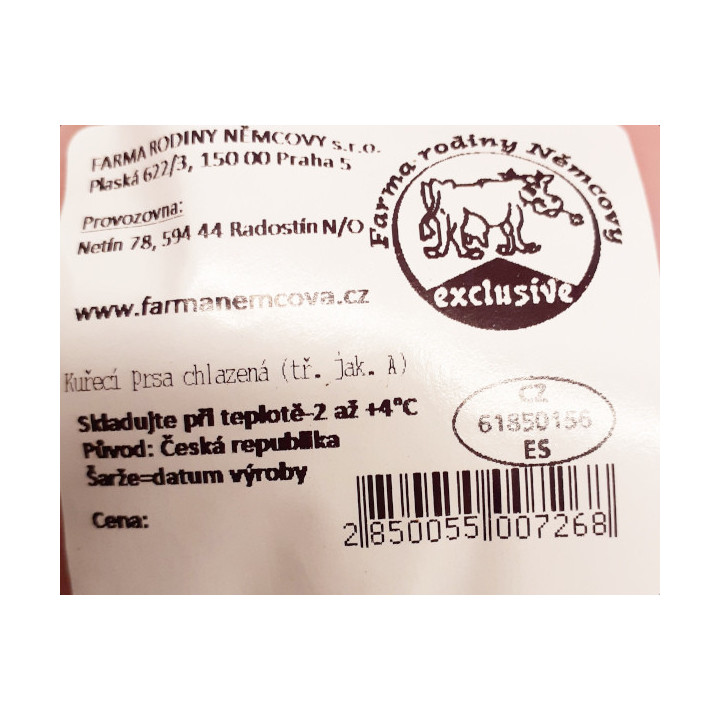 FARMA RODINY NĚMCOVY s.r.o.
Plaská 622/3, 150 00 Praha 5
Provozovna:
Netín 78, 594 44 Radostín N/O
www.farmanemcova.cz
Farma rodiny Němcovy
exclusive
Kuřecí prsa chlazená (tř. jak. A)
Skladujte při teplotě-2 až +4°C
Původ: Česká republika
Šarže=datum výroby
Cena:
CZ
61850156
ES
2 850055 007268